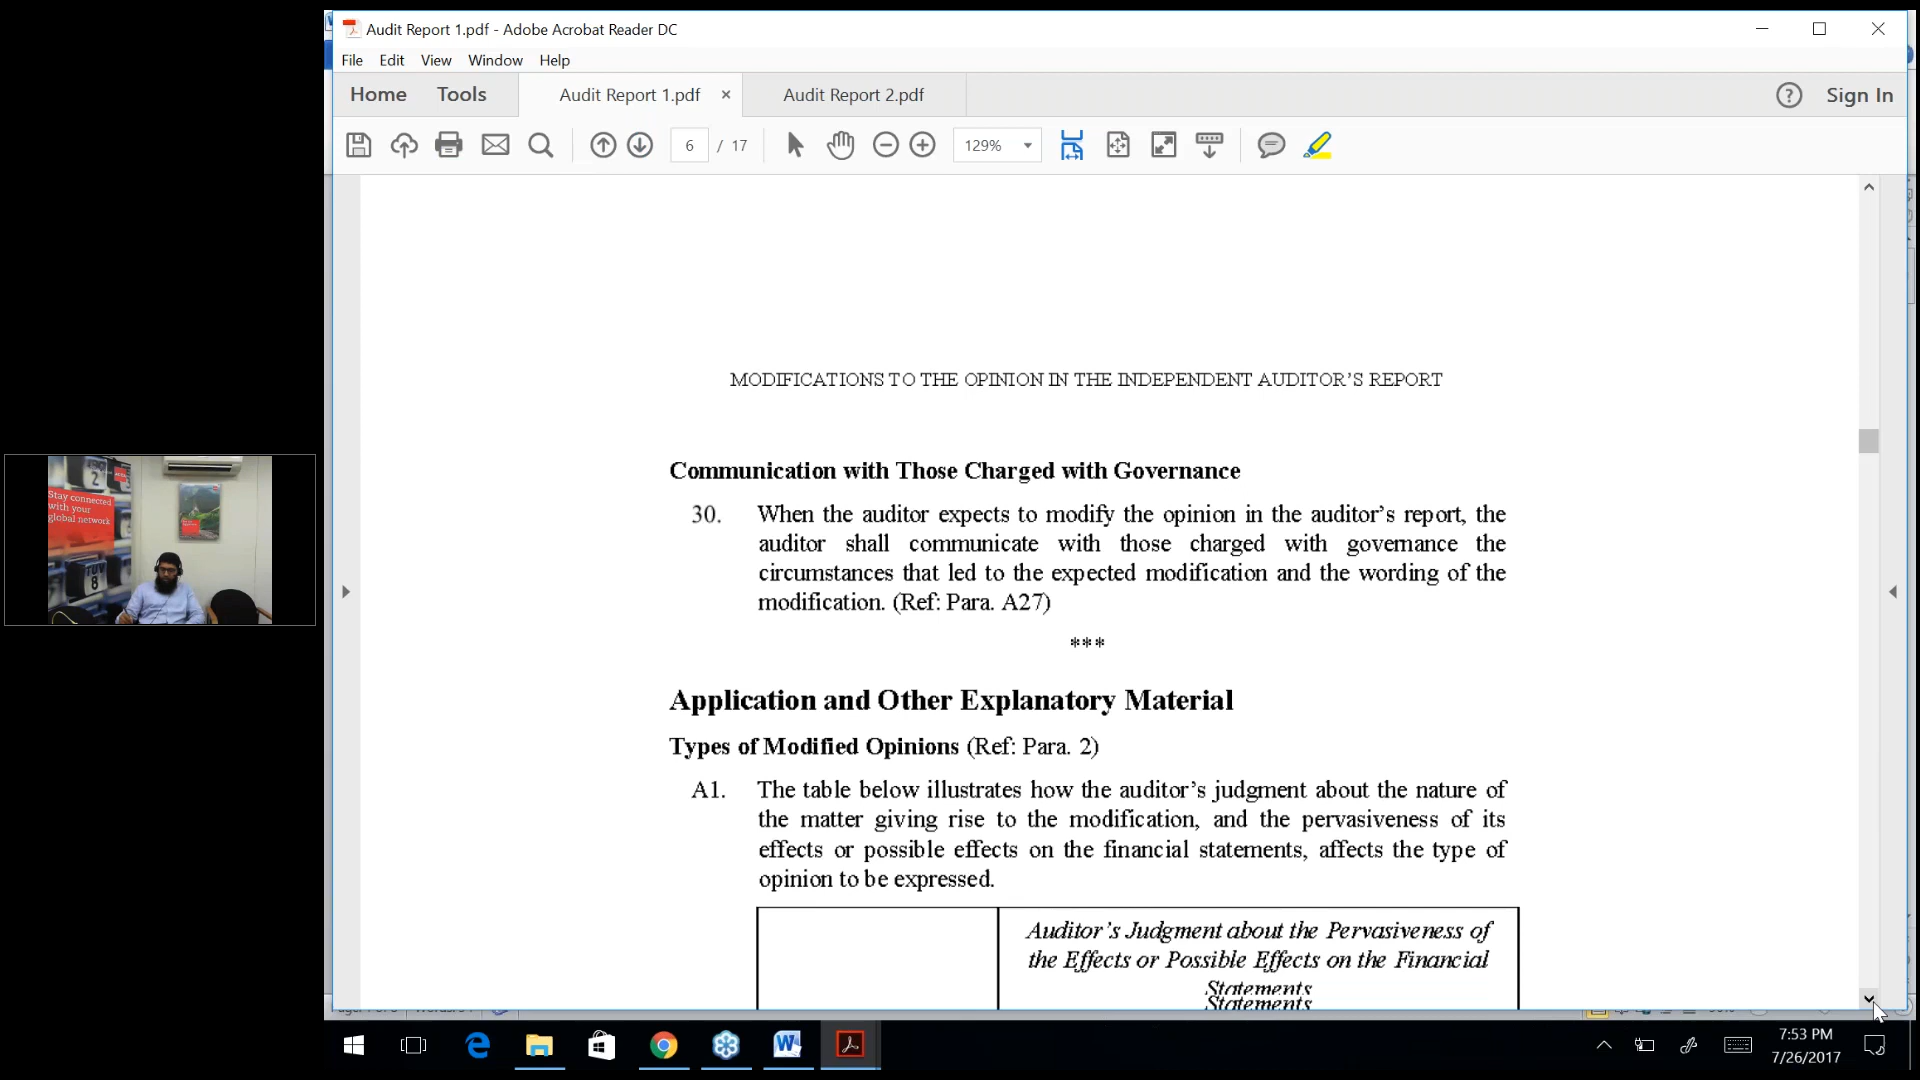 Audit Report 1.pdf - Adobe Acrobat Reader DC
File Edit View Window Help
Home Tools Audit Report 1.pdf × Audit Report 2.pdf ? Sign In
6 / 17 129%
MODIFICATIONS TO THE OPINION IN THE INDEPENDENT AUDITOR'S REPORT
Communication with Those Charged with Governance
30. When the auditor expects to modify the opinion in the auditor's report, the
auditor shall communicate with those charged with governance the
circumstances that led to the expected modification and the wording of the
modification. (Ref: Para. A27)
***
Application and Other Explanatory Material
Types of Modified Opinions (Ref: Para. 2)
A1. The table below illustrates how the auditor's judgment about the nature of
the matter giving rise to the modification, and the pervasiveness of its
effects or possible effects on the financial statements, affects the type of
opinion to be expressed.
Auditor's Judgment about the Pervasiveness of
the Effects or Possible Effects on the Financial
Statements
Statements
Stay connected
with your
global network
2
TUV
8
7:53 PM
7/26/2017